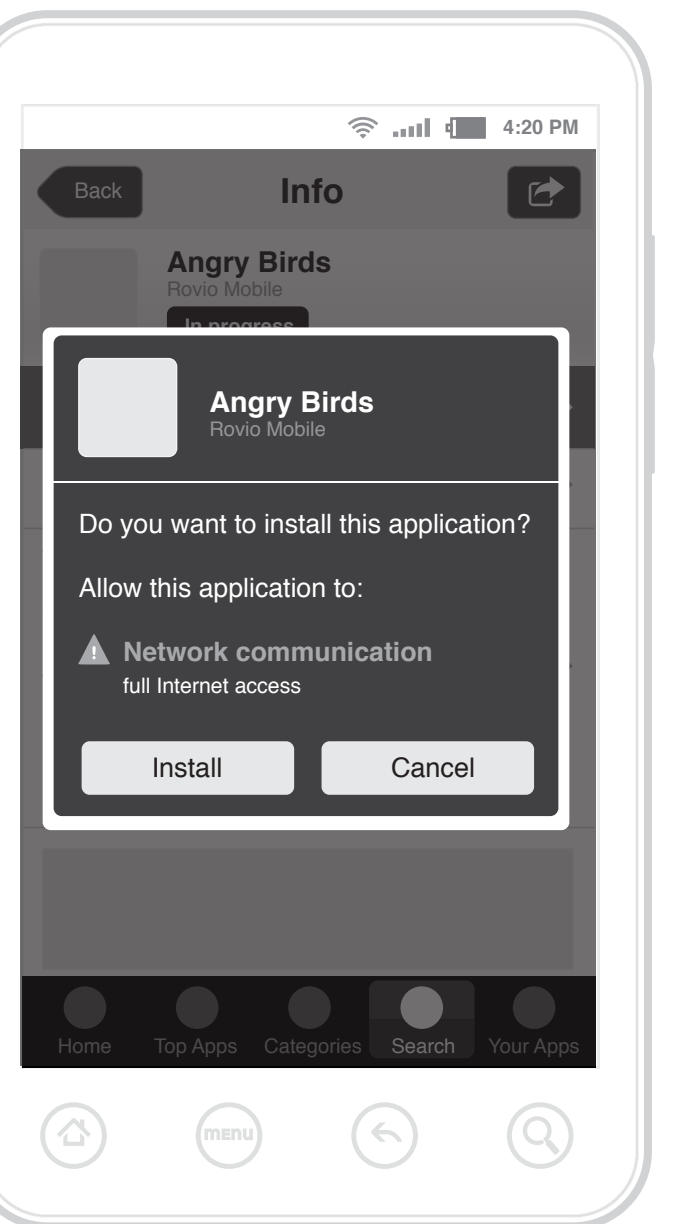 4:20 PM
Back
Info
Angry Birds
Rovio Mobile
In progress
Angry Birds
Rovio Mobile
Do you want to install this application?
Allow this application to:
! Network communication
full Internet access
Install
Cancel
Home
Top Apps
Categories
Search
Your Apps
MENU